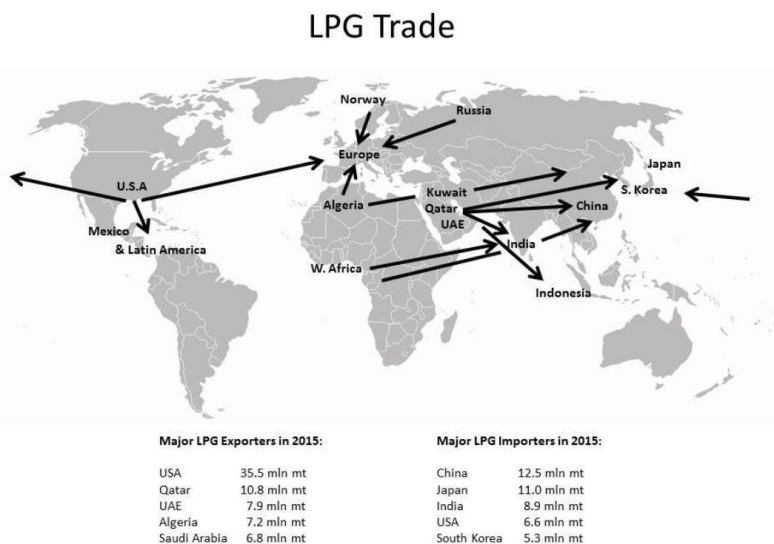 LPG Trade
Norway
Russia
Europe
Japan
U.S.A
Kuwait
S. Korea
Algeria
Qatar
China
UAE
Mexico
India
& Latin America
W. Africa
Indonesia
Major LPG Exporters in 2015:
USA 35.5 mln mt
Qatar 10.8 mln mt
UAE 7.9 mln mt
Algeria 7.2 mln mt
Saudi Arabia 6.8 mln mt
Major LPG Importers in 2015:
China 12.5 mln mt
Japan 11.0 mln mt
India 8.9 mln mt
USA 6.6 mln mt
South Korea 5.3 mln mt